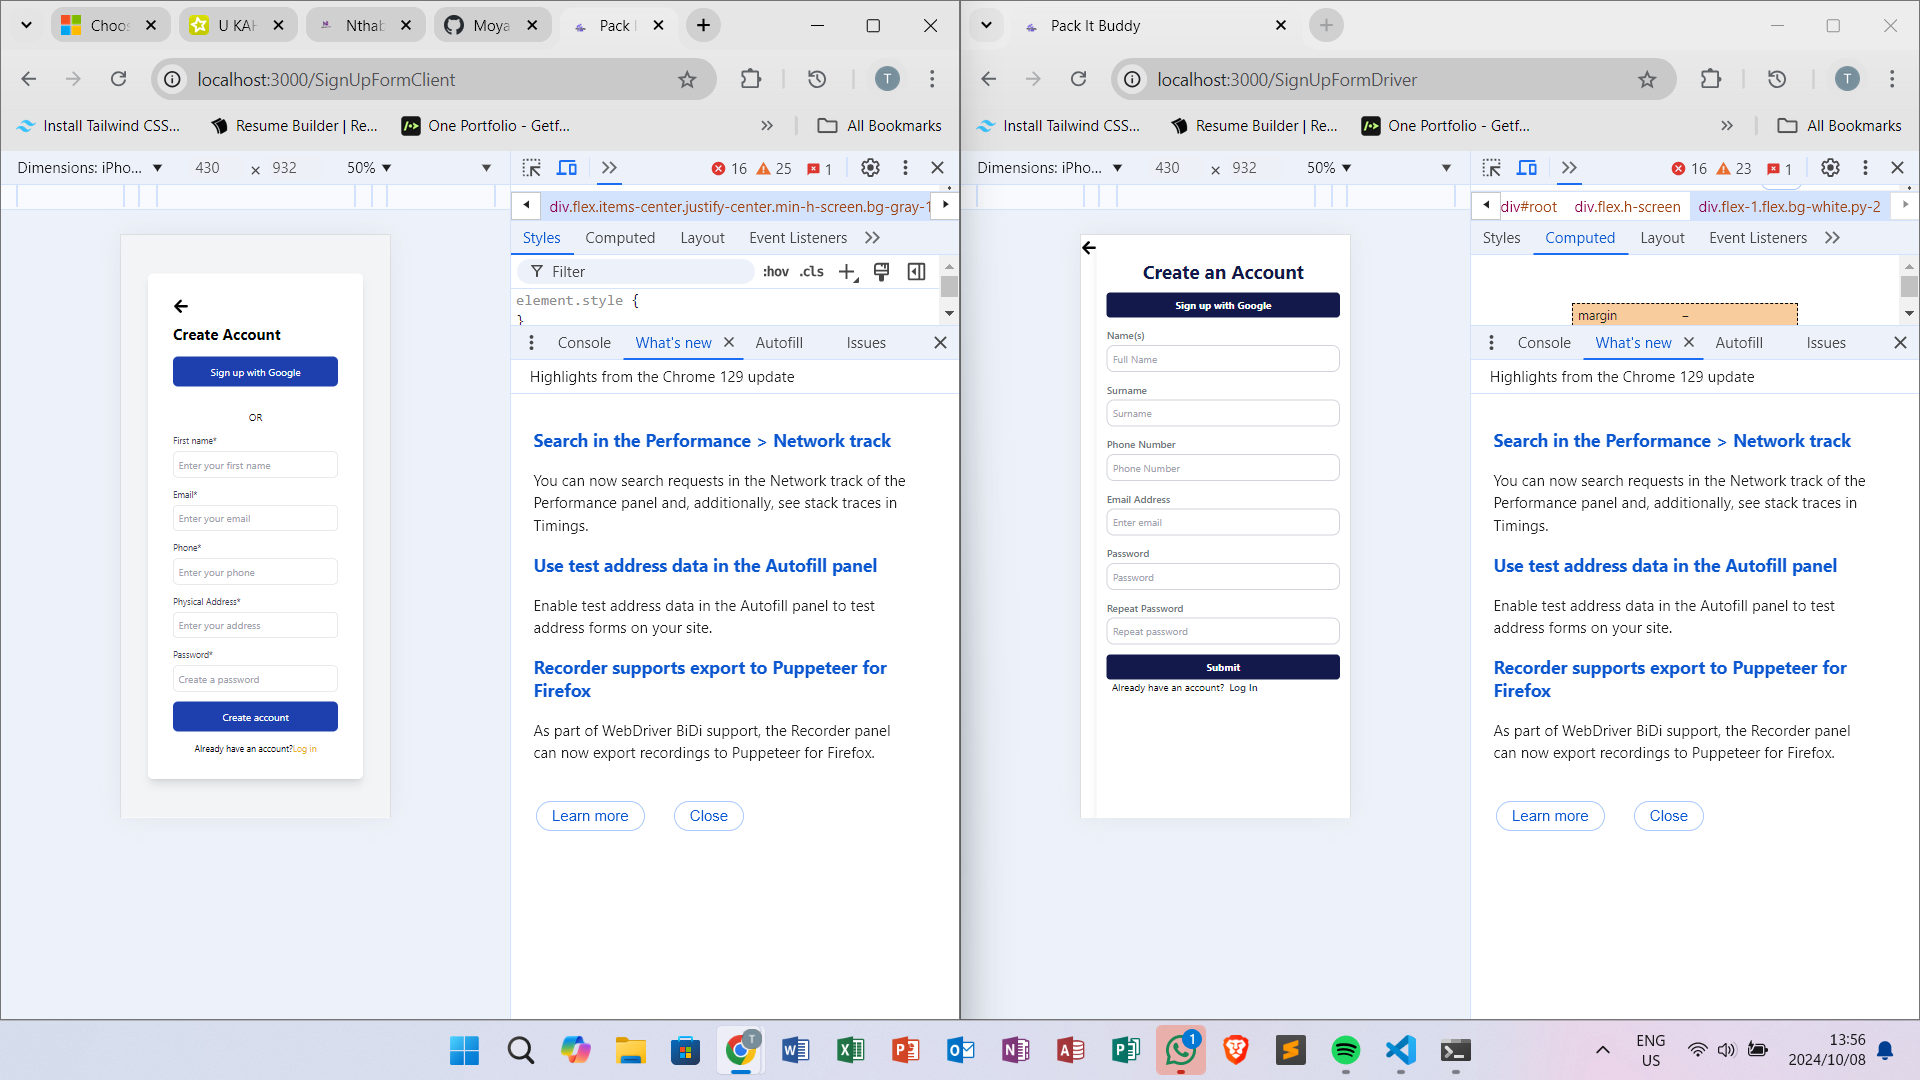 Choos
U KAH
Nthab
Moya
Pack I
localhost:3000/SignUpFormClient
T
Install Tailwind CSS...
Resume Builder | Re...
One Portfolio - Getf...
All Bookmarks
Dimensions: iPho...
430
×
932
50%
16
25
1
div.flex.items-center.justify-center.min-h-screen.bg-gray-1
Styles
Computed
Layout
Event Listeners
Filter
:hov
.cls
element.style {
}
Console
What's new
Autofill
Issues
Highlights from the Chrome 129 update
Search in the Performance > Network track
You can now search requests in the Network track of the
Performance panel and, additionally, see stack traces in
Timings.
Use test address data in the Autofill panel
Enable test address data in the Autofill panel to test
address forms on your site.
Recorder supports export to Puppeteer for
Firefox
As part of WebDriver BiDi support, the Recorder panel
can now export recordings to Puppeteer for Firefox.
Learn more
Close
Create Account
Sign up with Google
OR
First name*
Enter your first name
Email*
Enter your email
Phone*
Enter your phone
Physical Address*
Enter your address
Password*
Create a password
Create account
Already have an account?Log in
Pack It Buddy
localhost:3000/SignUpFormDriver
T
Install Tailwind CSS...
Resume Builder | Re...
One Portfolio - Getf...
All Bookmarks
Dimensions: iPho...
430
×
932
50%
16
23
1
div#root
div.flex.h-screen
div.flex-1.flex.bg-white.py-2
Styles
Computed
Layout
Event Listeners
margin
–
Console
What's new
Autofill
Issues
Highlights from the Chrome 129 update
Search in the Performance > Network track
You can now search requests in the Network track of the
Performance panel and, additionally, see stack traces in
Timings.
Use test address data in the Autofill panel
Enable test address data in the Autofill panel to test
address forms on your site.
Recorder supports export to Puppeteer for
Firefox
As part of WebDriver BiDi support, the Recorder panel
can now export recordings to Puppeteer for Firefox.
Learn more
Close
Create an Account
Sign up with Google
Name(s)
Full Name
Surname
Surname
Phone Number
Phone Number
Email Address
Enter email
Password
Password
Repeat Password
Repeat password
Submit
Already have an account? Log In
T
1
ENG
US
13:56
2024/10/08